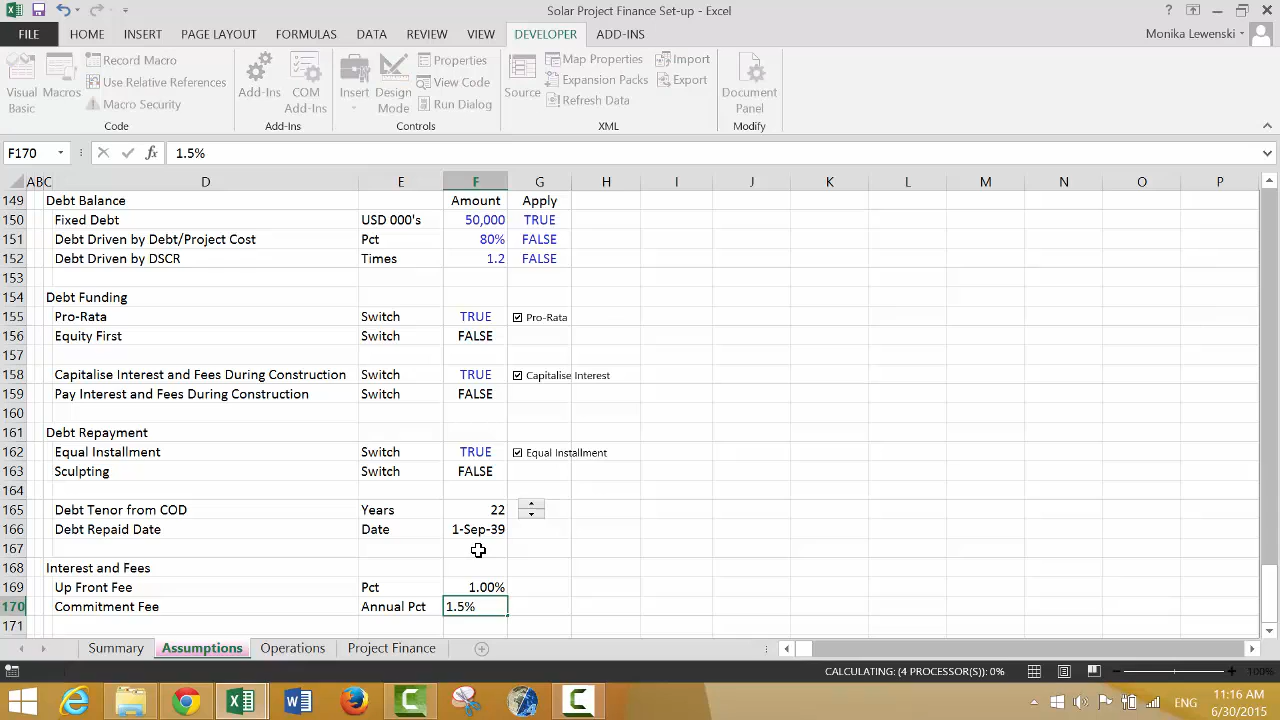 Solar Project Finance Set-up - Excel
FILE HOME INSERT PAGE LAYOUT FORMULAS DATA REVIEW VIEW DEVELOPER ADD-INS Monika Lewenski
Visual Basic
Macros
Record Macro
Use Relative References
Macro Security
Code
Add-Ins
COM Add-Ins
Add-Ins
Insert
Design Mode
Properties
View Code
Run Dialog
Controls
Source
Map Properties
Expansion Packs
Refresh Data
Import
Export
XML
Document Panel
Modify
F170 fx 1.5%
A B C D E F G H I J K L M N O P
149 Debt Balance Amount Apply
150 Fixed Debt USD 000's 50,000 TRUE
151 Debt Driven by Debt/Project Cost Pct 80% FALSE
152 Debt Driven by DSCR Times 1.2 FALSE
153
154 Debt Funding
155 Pro-Rata Switch TRUE Pro-Rata
156 Equity First Switch FALSE
157
158 Capitalise Interest and Fees During Construction Switch TRUE Capitalise Interest
159 Pay Interest and Fees During Construction Switch FALSE
160
161 Debt Repayment
162 Equal Installment Switch TRUE Equal Installment
163 Sculpting Switch FALSE
164
165 Debt Tenor from COD Years 22
166 Debt Repaid Date Date 1-Sep-39
167
168 Interest and Fees
169 Up Front Fee Pct 1.00%
170 Commitment Fee Annual Pct 1.5%
171
Summary Assumptions Operations Project Finance
CALCULATING: (4 PROCESSOR(S)): 0% 100%
ENG 11:16 AM
6/30/2015